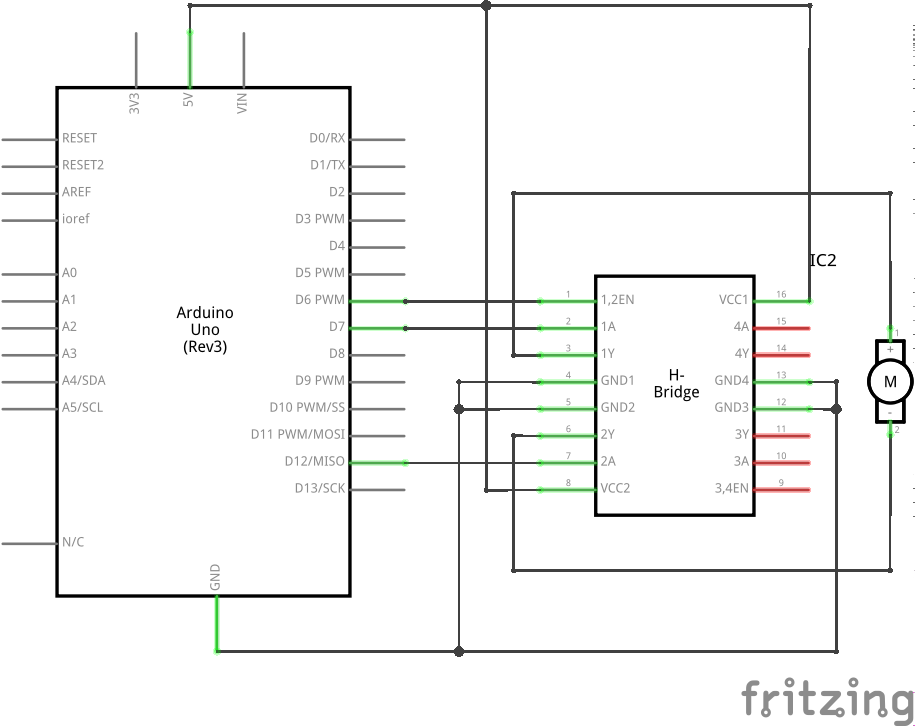 3V3
5V
VIN
RESET
RESET2
AREF
ioref
A0
A1
A2
A3
A4/SDA
A5/SCL
N/C
Arduino
Uno
(Rev3)
D0/RX
D1/TX
D2
D3 PWM
D4
D5 PWM
D6 PWM
D7
D8
D9 PWM
D10 PWM/SS
D11 PWM/MOSI
D12/MISO
D13/SCK
GND
IC2
1
1,2EN
2
1A
3
1Y
4
GND1
5
GND2
6
2Y
7
2A
8
VCC2
H-
Bridge
VCC1
16
4A
15
4Y
14
GND4
13
GND3
12
3Y
11
3A
10
3,4EN
9
1
+
M
-
2
fritzing